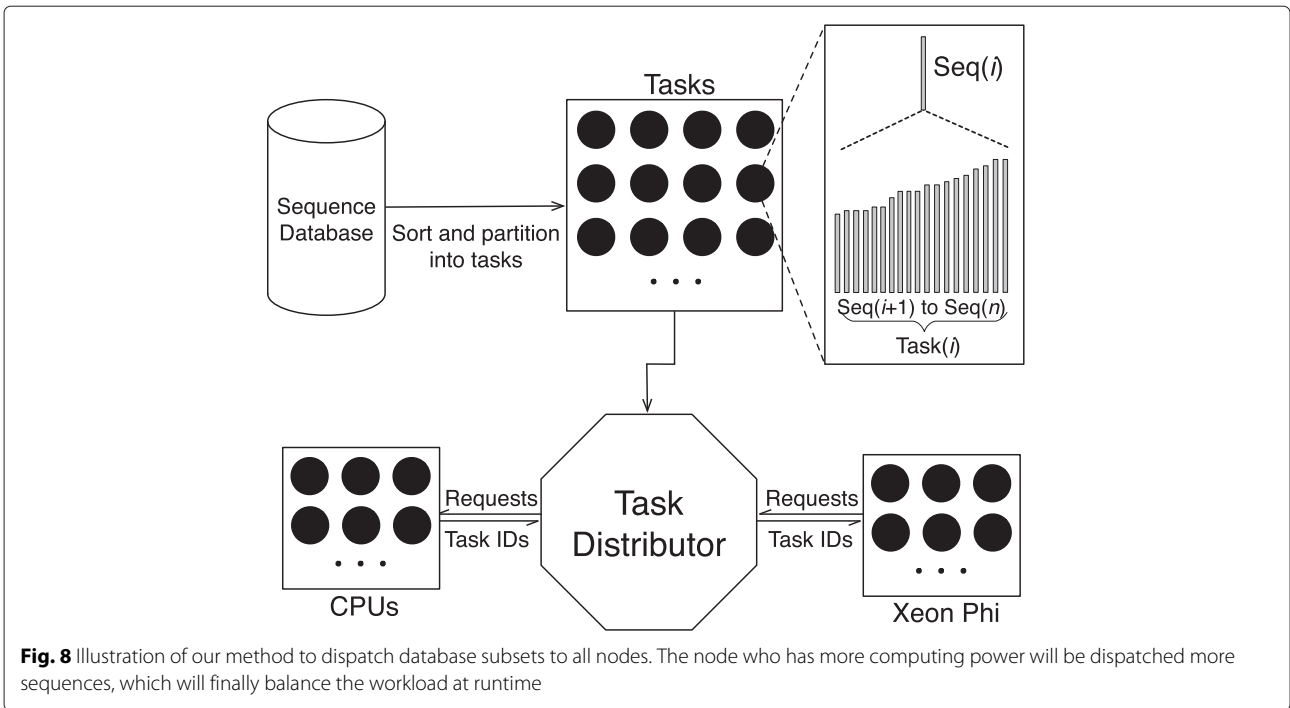 Tasks
Seq(i)
Sequence
Database
Sort and partition
into tasks
Seq(i+1) to Seq(n)
Task(i)
Requests
Task IDs
Task
Distributor
Requests
Task IDs
CPUs
Xeon Phi
Fig. 8 Illustration of our method to dispatch database subsets to all nodes. The node who has more computing power will be dispatched more
sequences, which will finally balance the workload at runtime